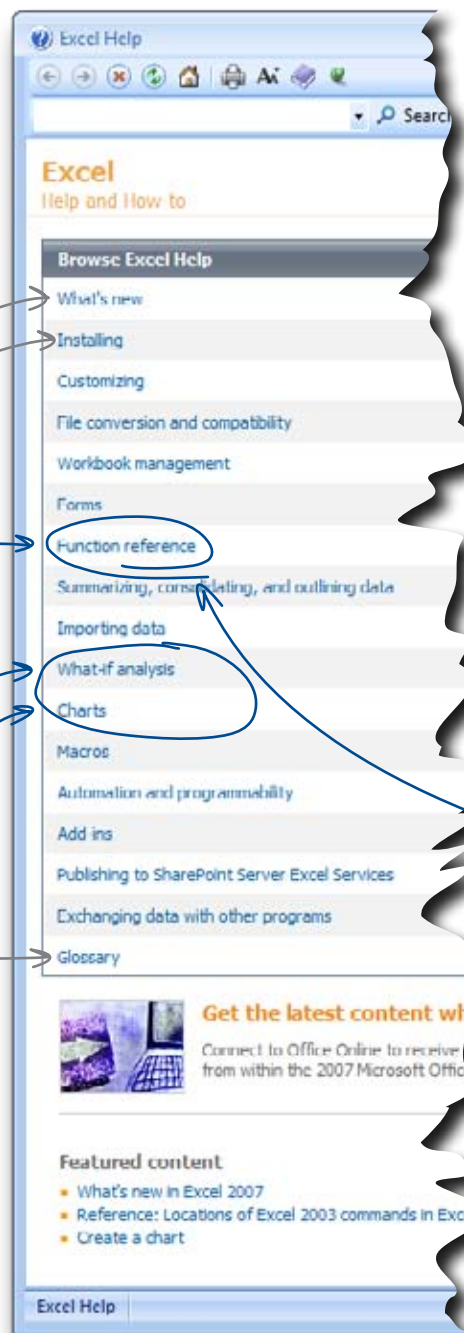 Excel Help
Search
Excel
Help and How to
Browse Excel Help
What's new
Installing
Customizing
File conversion and compatibility
Workbook management
Forms
Function reference
Summarizing, consolidating, and outlining data
Importing data
What-if analysis
Charts
Macros
Automation and programmability
Add ins
Publishing to SharePoint Server Excel Services
Exchanging data with other programs
Glossary
Get the latest content
Connect to Office Online to receive
from within the 2007 Microsoft
Featured content
What's new in Excel 2007
Reference: Locations of Excel 2003 commands in
Create a chart
Excel Help